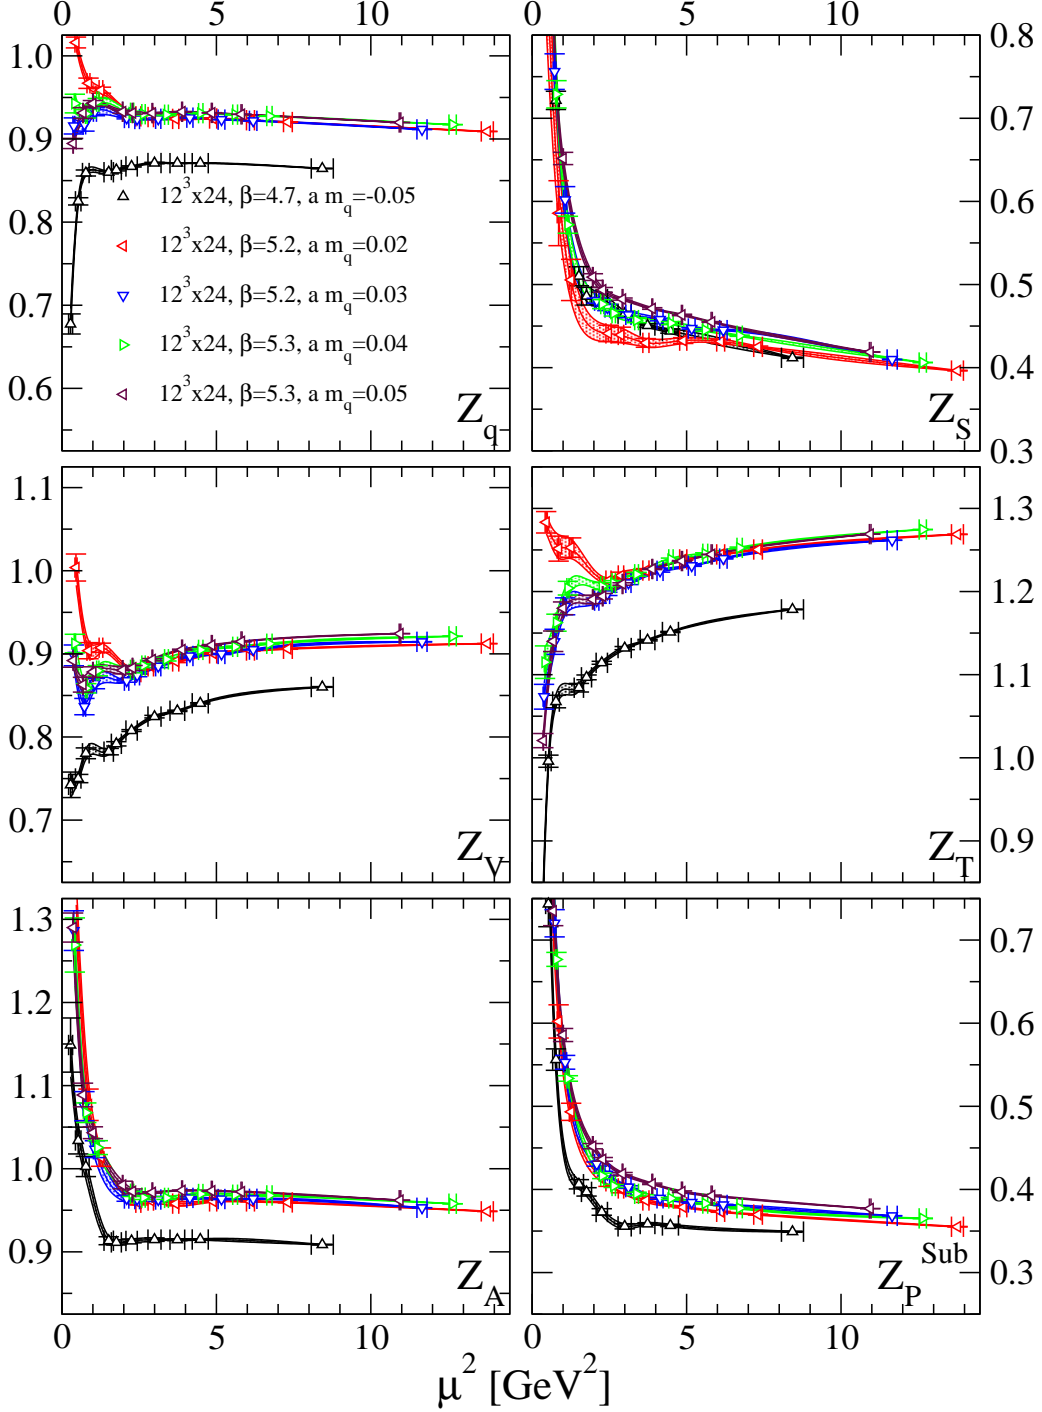 0 5 10 0 5 10
1.0
0.9
0.8
0.7
0.6
12³x24, β=4.7, a m_q=-0.05
12³x24, β=5.2, a m_q=0.02
12³x24, β=5.2, a m_q=0.03
12³x24, β=5.3, a m_q=0.04
12³x24, β=5.3, a m_q=0.05
Z_q
0.8
0.7
0.6
0.5
0.4
0.3
Z_S
1.1
1.0
0.9
0.8
0.7
Z_V
1.3
1.2
1.1
1.0
0.9
Z_T
1.3
1.2
1.1
1.0
0.9
Z_A
0.7
0.6
0.5
0.4
0.3
Z_P^Sub
0 5 10 0 5 10
μ² [GeV²]